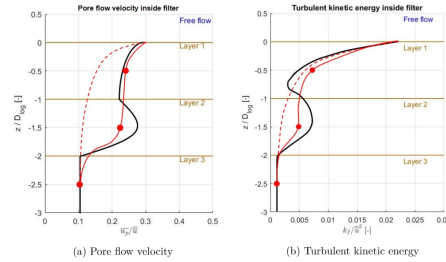 Pore flow velocity inside filter
Free flow
Layer 1
Layer 2
Layer 3
z / D_log [-]
0.5
0
-0.5
-1
-1.5
-2
-2.5
-3
0 0.1 0.2 0.3 0.4 0.5
(a) Pore flow velocity
Turbulent kinetic energy inside filter
Free flow
Layer 1
Layer 2
Layer 3
z / D_log [-]
0.5
0
-0.5
-1
-1.5
-2
-2.5
-3
0 0.005 0.01 0.015 0.02 0.025
(b) Turbulent kinetic energy